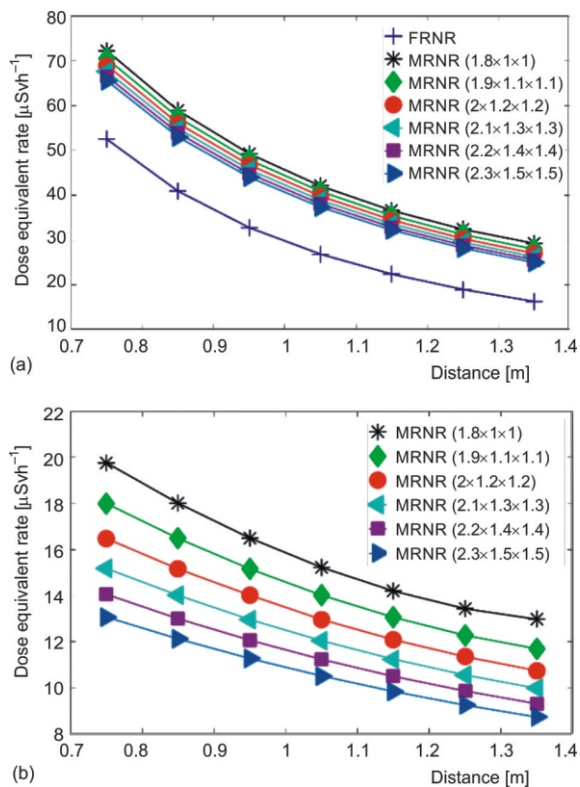 80
70
60
50
40
30
20
10
Dose equivalent rate [µSvh⁻¹]
FRNR
MRNR (1.8×1×1)
MRNR (1.9×1.1×1.1)
MRNR (2×1.2×1.2)
MRNR (2.1×1.3×1.3)
MRNR (2.2×1.4×1.4)
MRNR (2.3×1.5×1.5)
0.7 0.8 0.9 1 1.1 1.2 1.3 1.4
(a)
Distance [m]
22
20
18
16
14
12
10
8
Dose equivalent rate [µSvh⁻¹]
MRNR (1.8×1×1)
MRNR (1.9×1.1×1.1)
MRNR (2×1.2×1.2)
MRNR (2.1×1.3×1.3)
MRNR (2.2×1.4×1.4)
MRNR (2.3×1.5×1.5)
0.7 0.8 0.9 1 1.1 1.2 1.3 1.4
(b)
Distance [m]